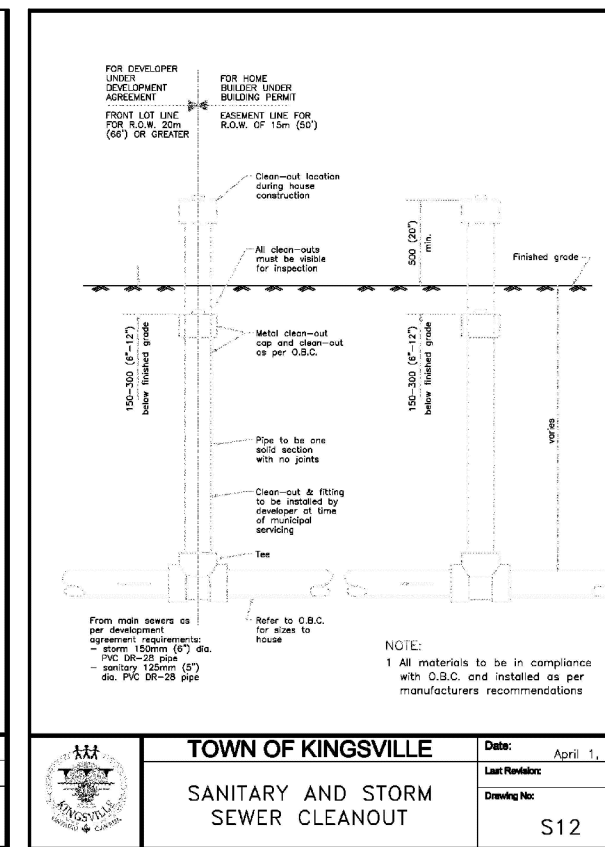 FOR DEVELOPER
UNDER
DEVELOPMENT
AGREEMENT
FOR HOME
BUILDER UNDER
BUILDING PERMIT
FRONT LOT LINE
FOR R.O.W. 20m
(66') OR GREATER
EASEMENT LINE FOR
R.O.W. OF 15m (50')
Clean-out location
during house
construction
500 (20")
min.
All clean-outs
must be visible
for inspection
Finished grade
150-300 (6"-12")
below finished grade
Metal clean-out
cap and clean-out
as per O.B.C.
150-300 (6"-12")
below finished grade
varies
Pipe to be one
solid section
with no joints
Clean-out & fitting
to be installed by
developer at time
of municipal
servicing
Tee
From main sewers as
per development
agreement requirements:
- storm 150mm (6") dia.
PVC DR-28 pipe
- sanitary 125mm (5")
dia. PVC DR-28 pipe
Refer to O.B.C.
for sizes to
house
NOTE:
1 All materials to be in compliance
with O.B.C. and installed as per
manufacturers recommendations
KINGSVILLE
TOWN OF KINGSVILLE
SANITARY AND STORM
SEWER CLEANOUT
Date: April 1,
Last Revision:
Drawing No:
S12